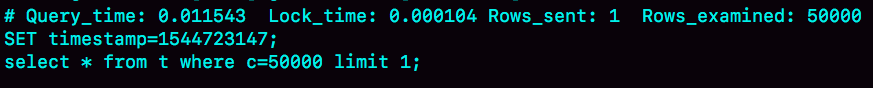 # Query_time: 0.011543  Lock_time: 0.000104 Rows_sent: 1  Rows_examined: 50000
SET timestamp=1544723147;
select * from t where c=50000 limit 1;